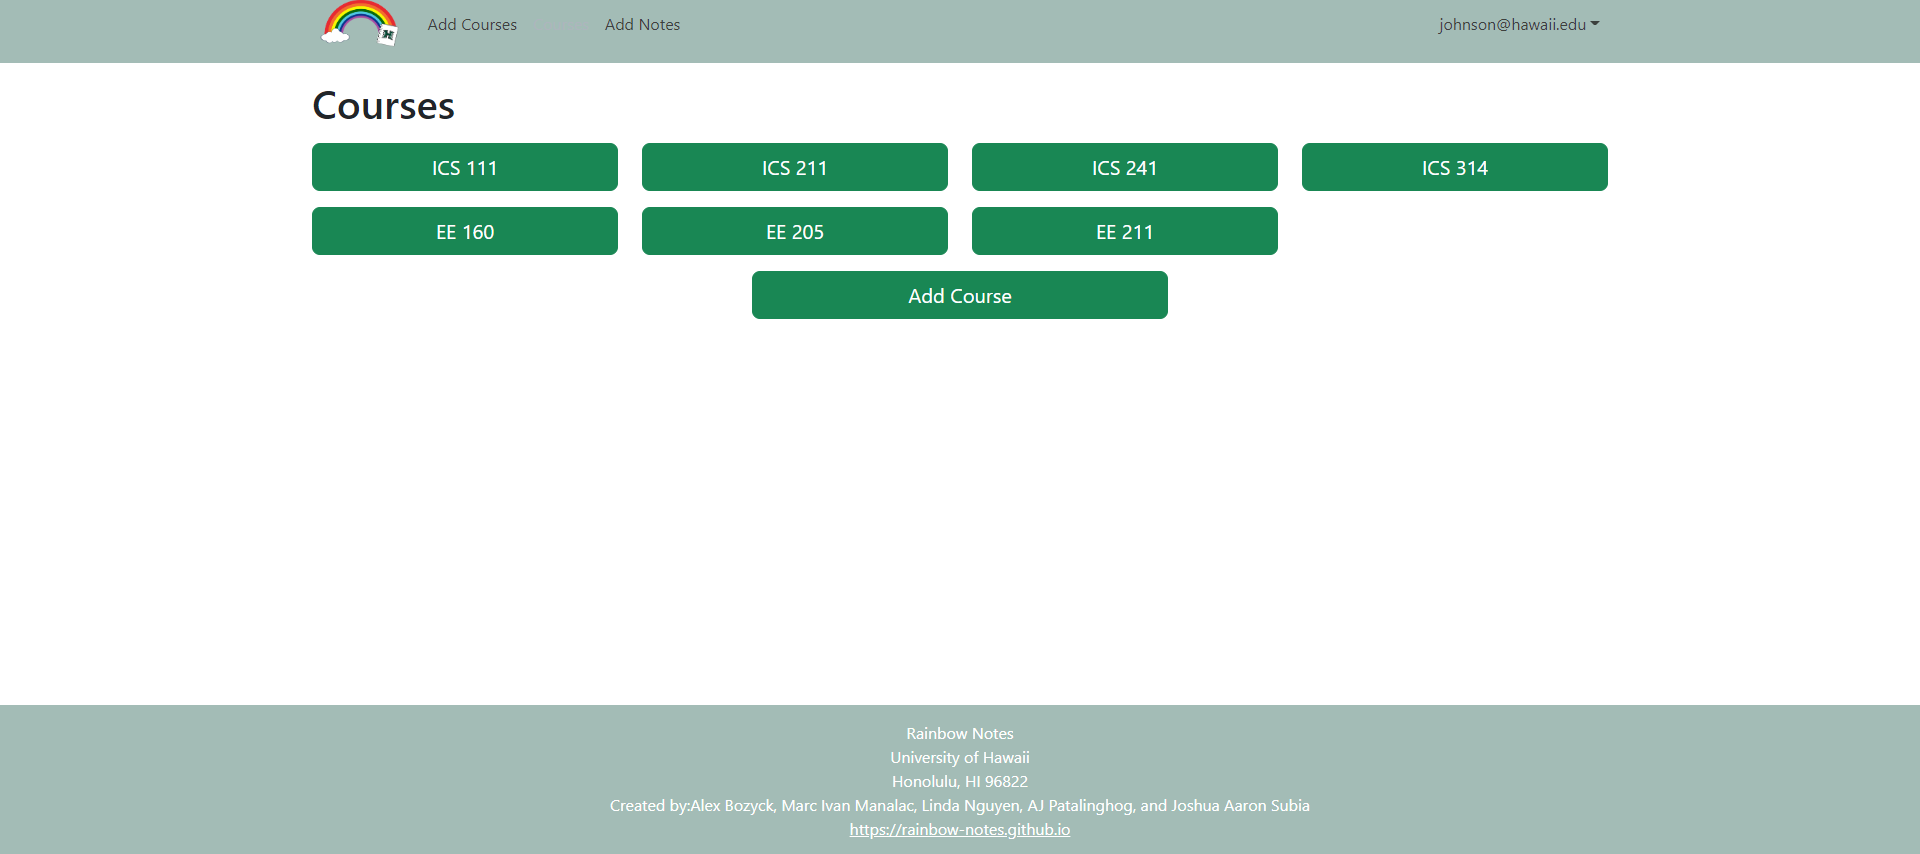 Add Courses Add Notes johnson@hawaii.edu
Courses
ICS 111 ICS 211 ICS 241 ICS 314
EE 160 EE 205 EE 211
Add Course
Rainbow Notes
University of Hawaii
Honolulu, HI 96822
Created by:Alex Bozyck, Marc Ivan Manalac, Linda Nguyen, AJ Patalinghog, and Joshua Aaron Subia
https://rainbow-notes.github.io